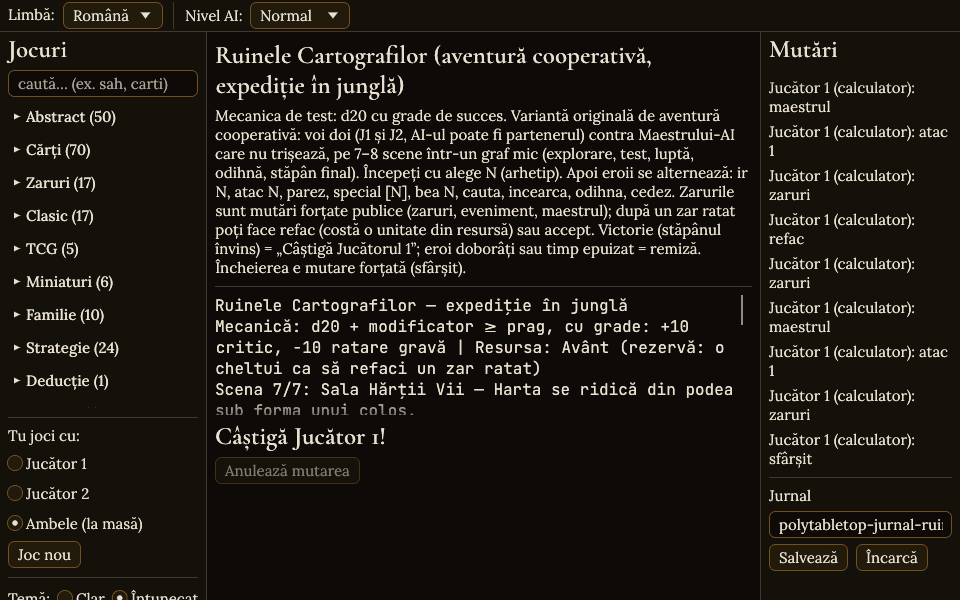 Limbă: Română ▼ Nivel AI: Normal ▼
Jocuri
caută... (ex. sah, carti)
▸ Abstract (50)
▸ Cărți (70)
▸ Zaruri (17)
▸ Clasic (17)
▸ TCG (5)
▸ Miniaturi (6)
▸ Familie (10)
▸ Strategie (24)
▸ Deducție (1)
Tu joci cu:
Jucător 1
Jucător 2
Ambele (la masă)
Joc nou
Temă: Clar Întunecat
Ruinele Cartografilor (aventură cooperativă,
expediție în junglă)
Mecanica de test: d20 cu grade de succes. Variantă originală de aventură
cooperativă: voi doi (J1 și J2, AI-ul poate fi partenerul) contra Maestrului-AI
care nu trișează, pe 7–8 scene într-un graf mic (explorare, test, luptă,
odihnă, stăpân final). Începeți cu alege N (arhetip). Apoi eroii se alternează: ir
N, atac N, parez, special [N], bea N, cauta, incearca, odihna, cedez. Zarurile
sunt mutări forțate publice (zaruri, eveniment, maestrul); după un zar ratat
poți face refac (costă o unitate din resursă) sau accept. Victorie (stăpânul
învins) = „Câștigă Jucătorul 1”; eroi doborâți sau timp epuizat = remiză.
Încheierea e mutare forțată (sfârșit).
Ruinele Cartografilor — expediție în junglă
Mecanică: d20 + modificator ≥ prag, cu grade: +10
critic, -10 ratare gravă | Resursa: Avânt (rezervă: o
cheltui ca să refaci un zar ratat)
Scena 7/7: Sala Hărții Vii — Harta se ridică din podea
sub forma unui colos.
Câștigă Jucător 1!
Anulează mutarea
Mutări
Jucător 1 (calculator):
maestrul
Jucător 1 (calculator): atac
1
Jucător 1 (calculator):
zaruri
Jucător 1 (calculator):
refac
Jucător 1 (calculator):
zaruri
Jucător 1 (calculator):
maestrul
Jucător 1 (calculator): atac
1
Jucător 1 (calculator):
zaruri
Jucător 1 (calculator):
sfârșit
Jurnal
polytabletop-jurnal-rui
Salvează Încarcă